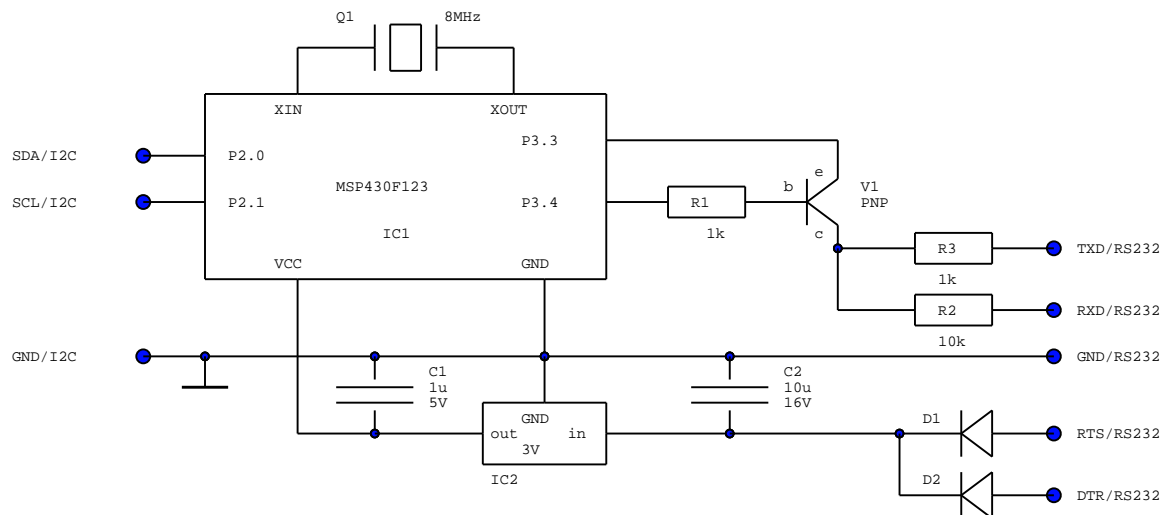 Q1 8MHz
XIN XOUT
P3.3
SDA/I2C P2.0
e
MSP430F123 b V1
SCL/I2C P2.1 P3.4 R1 PNP
IC1 1k c
TXD/RS232 R3
VCC GND
1k
R2 RXD/RS232
10k
GND/I2C GND/RS232
C1 C2
1u 10u
5V 16V
GND
out in D1 RTS/RS232
3V
IC2 D2
DTR/RS232